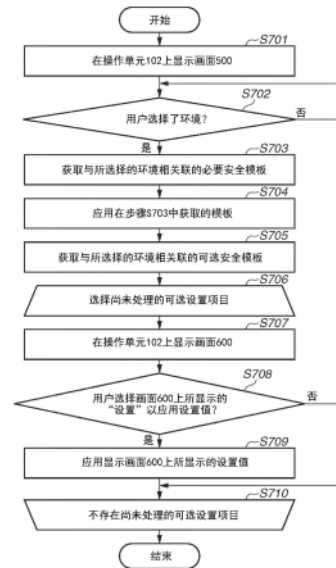 开始
S701
在操作单元102上显示画面500
S702
用户选择了环境?
否
是
S703
获取与所选择的环境相关联的必要安全模板
S704
应用在步骤S703中获取的模板
S705
获取与所选择的环境相关联的可选安全模板
S706
选择尚未处理的可选设置项目
S707
在操作单元102上显示画面600
S708
用户选择画面600上所显示的
“设置”以应用设置值?
否
是
S709
应用显示画面600上所显示的设置值
S710
不存在尚未处理的可选设置项目
结束